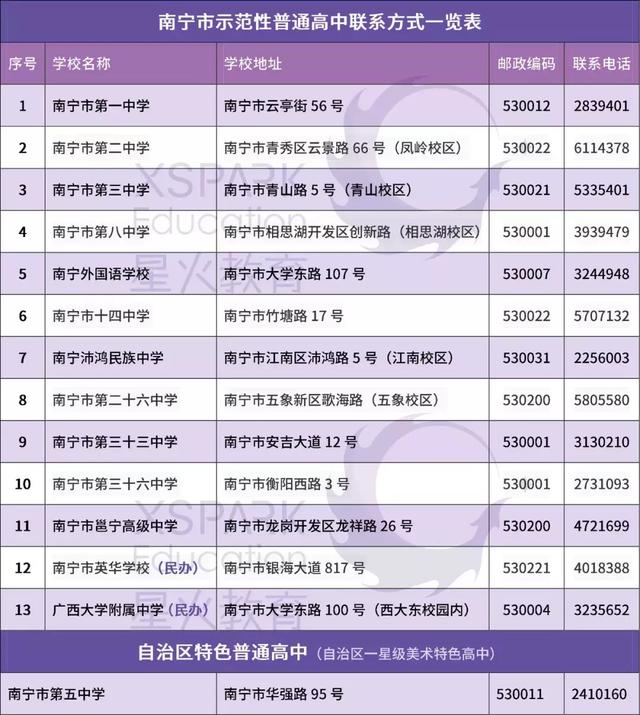 南宁市示范性普通高中联系方式一览表
序号 学校名称 学校地址 邮政编码 联系电话
1 南宁市第一中学 南宁市云亭街 56 号 530012 2839401
2 南宁市第二中学 南宁市青秀区云景路 66 号（凤岭校区） 530022 6114378
3 南宁市第三中学 南宁市青山路 5 号（青山校区） 530021 5335401
4 南宁市第八中学 南宁市相思湖开发区创新路（相思湖校区） 530001 3939479
5 南宁外国语学校 南宁市大学东路 107 号 530007 3244948
6 南宁市十四中学 南宁市竹塘路 17 号 530022 5707132
7 南宁沛鸿民族中学 南宁市江南区沛鸿路 5 号（江南校区） 530031 2256003
8 南宁市第二十六中学 南宁市五象新区歌海路（五象校区） 530200 5805580
9 南宁市第三十三中学 南宁市安吉大道 12 号 530001 3130210
10 南宁市第三十六中学 南宁市衡阳西路 3 号 530001 2731093
11 南宁市邕宁高级中学 南宁市龙岗开发区龙祥路 26 号 530200 4721699
12 南宁市英华学校（民办） 南宁市银海大道 817 号 530221 4018388
13 广西大学附属中学（民办） 南宁市大学东路 100 号（西大东校园内） 530004 3235652
自治区特色普通高中（自治区一星级美术特色高中）
南宁市第五中学 南宁市华强路 95 号 530011 2410160
XSPARK
Education
星火教育
XSPARK
Education
星火教育